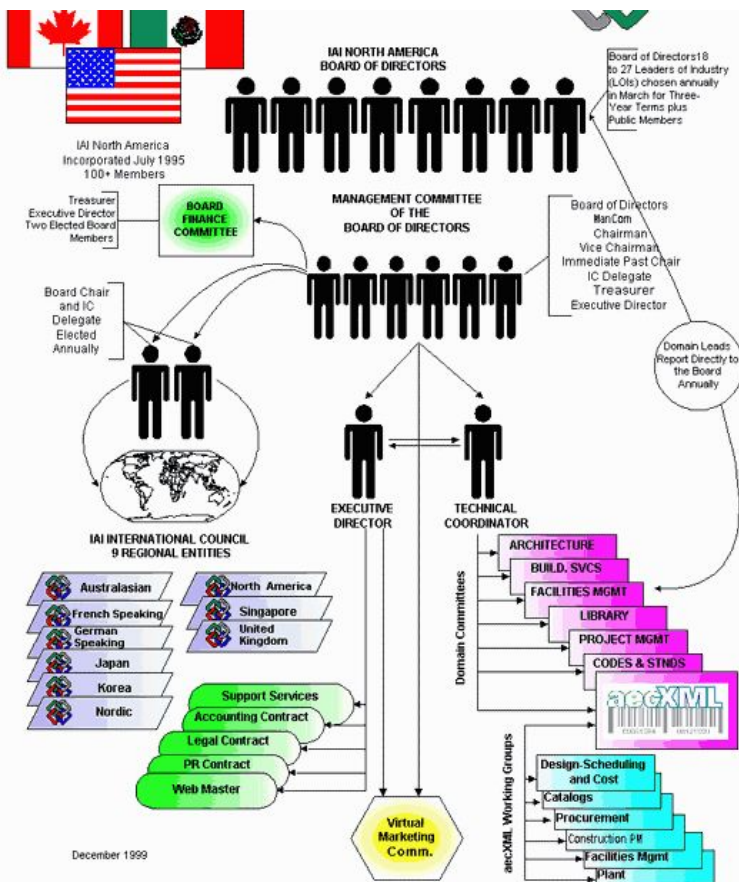 IAI NORTH AMERICA
BOARD OF DIRECTORS
Board of Directors18
to 27 Leaders of Industry
(LOIs) chosen annually
in March for Three-
Year Terms plus
Public Members
IAI North America
Incorporated July 1995
100+ Members
Treasurer
Executive Director
Two Elected Board
Members
BOARD
FINANCE
COMMITTEE
MANAGEMENT COMMITTEE
OF THE
BOARD OF DIRECTORS
Board of Directors
ManCom
Chairman
Vice Chairman
Immediate Past Chair
IC Delegate
Treasurer
Executive Director
Board Chair
and IC
Delegate
Elected
Annually
Domain Leads
Report Directly to
the Board
Annually
EXECUTIVE
DIRECTOR
TECHNICAL
COORDINATOR
IAI INTERNATIONAL COUNCIL
9 REGIONAL ENTITIES
Australasian
French Speaking
German
Speaking
Japan
Korea
Nordic
North America
Singapore
United
Kingdom
Domain Committees
ARCHITECTURE
BUILD. SVCS
FACILITIES MGMT
LIBRARY
PROJECT MGMT
CODES & STNDS
aecXML
Support Services
Accounting Contract
Legal Contract
PR Contract
Web Master
Virtual
Marketing
Comm.
aecXML Working Groups
Design-Scheduling
and Cost
Catalogs
Procurement
Construction PM
Facilities Mgmt
Plant
December 1999